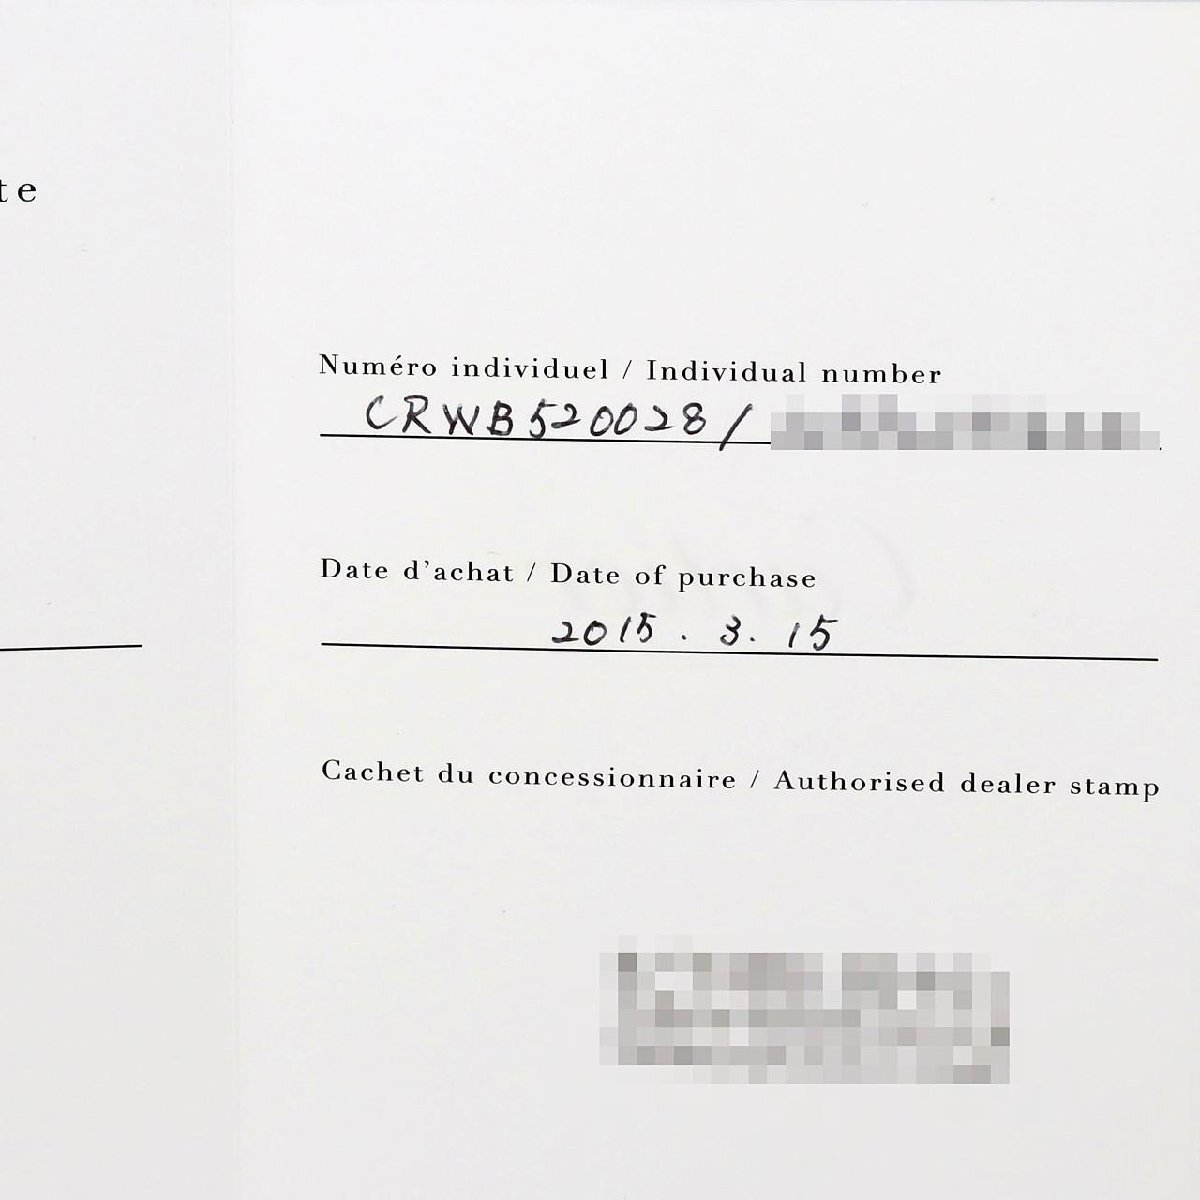 te
Numéro individuel / Individual number
CRWB520028 /
Date d'achat / Date of purchase
2015. 3. 15
Cachet du concessionnaire / Authorised dealer stamp